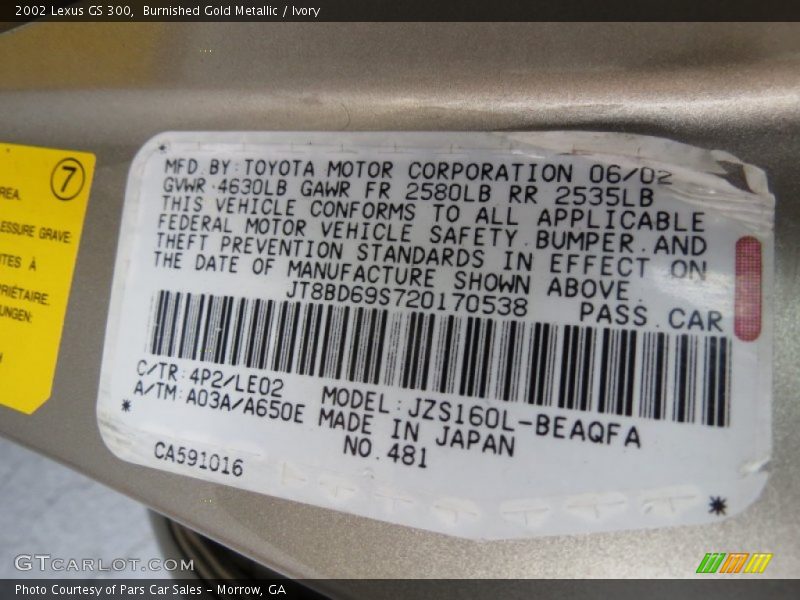 2002 Lexus GS 300, Burnished Gold Metallic / Ivory
7
REA.
ESSURE GRAVE.
UTES À
PRIÉTAIRE.
UNGEN:
MFD.BY:TOYOTA MOTOR CORPORATION 06/02
GVWR:4630LB GAWR FR 2580LB RR 2535LB
THIS VEHICLE CONFORMS TO ALL APPLICABLE
FEDERAL MOTOR VEHICLE SAFETY.BUMPER.AND
THEFT PREVENTION STANDARDS IN EFFECT ON
THE DATE OF MANUFACTURE SHOWN ABOVE.
JT8BD69S720170538 PASS.CAR
C/TR:4P2/LE02 MODEL:JZS160L-BEAQFA
A/TM:A03A/A650E MADE IN JAPAN
NO.481
CA591016
GTCARLOT.COM
Photo Courtesy of Pars Car Sales - Morrow, GA